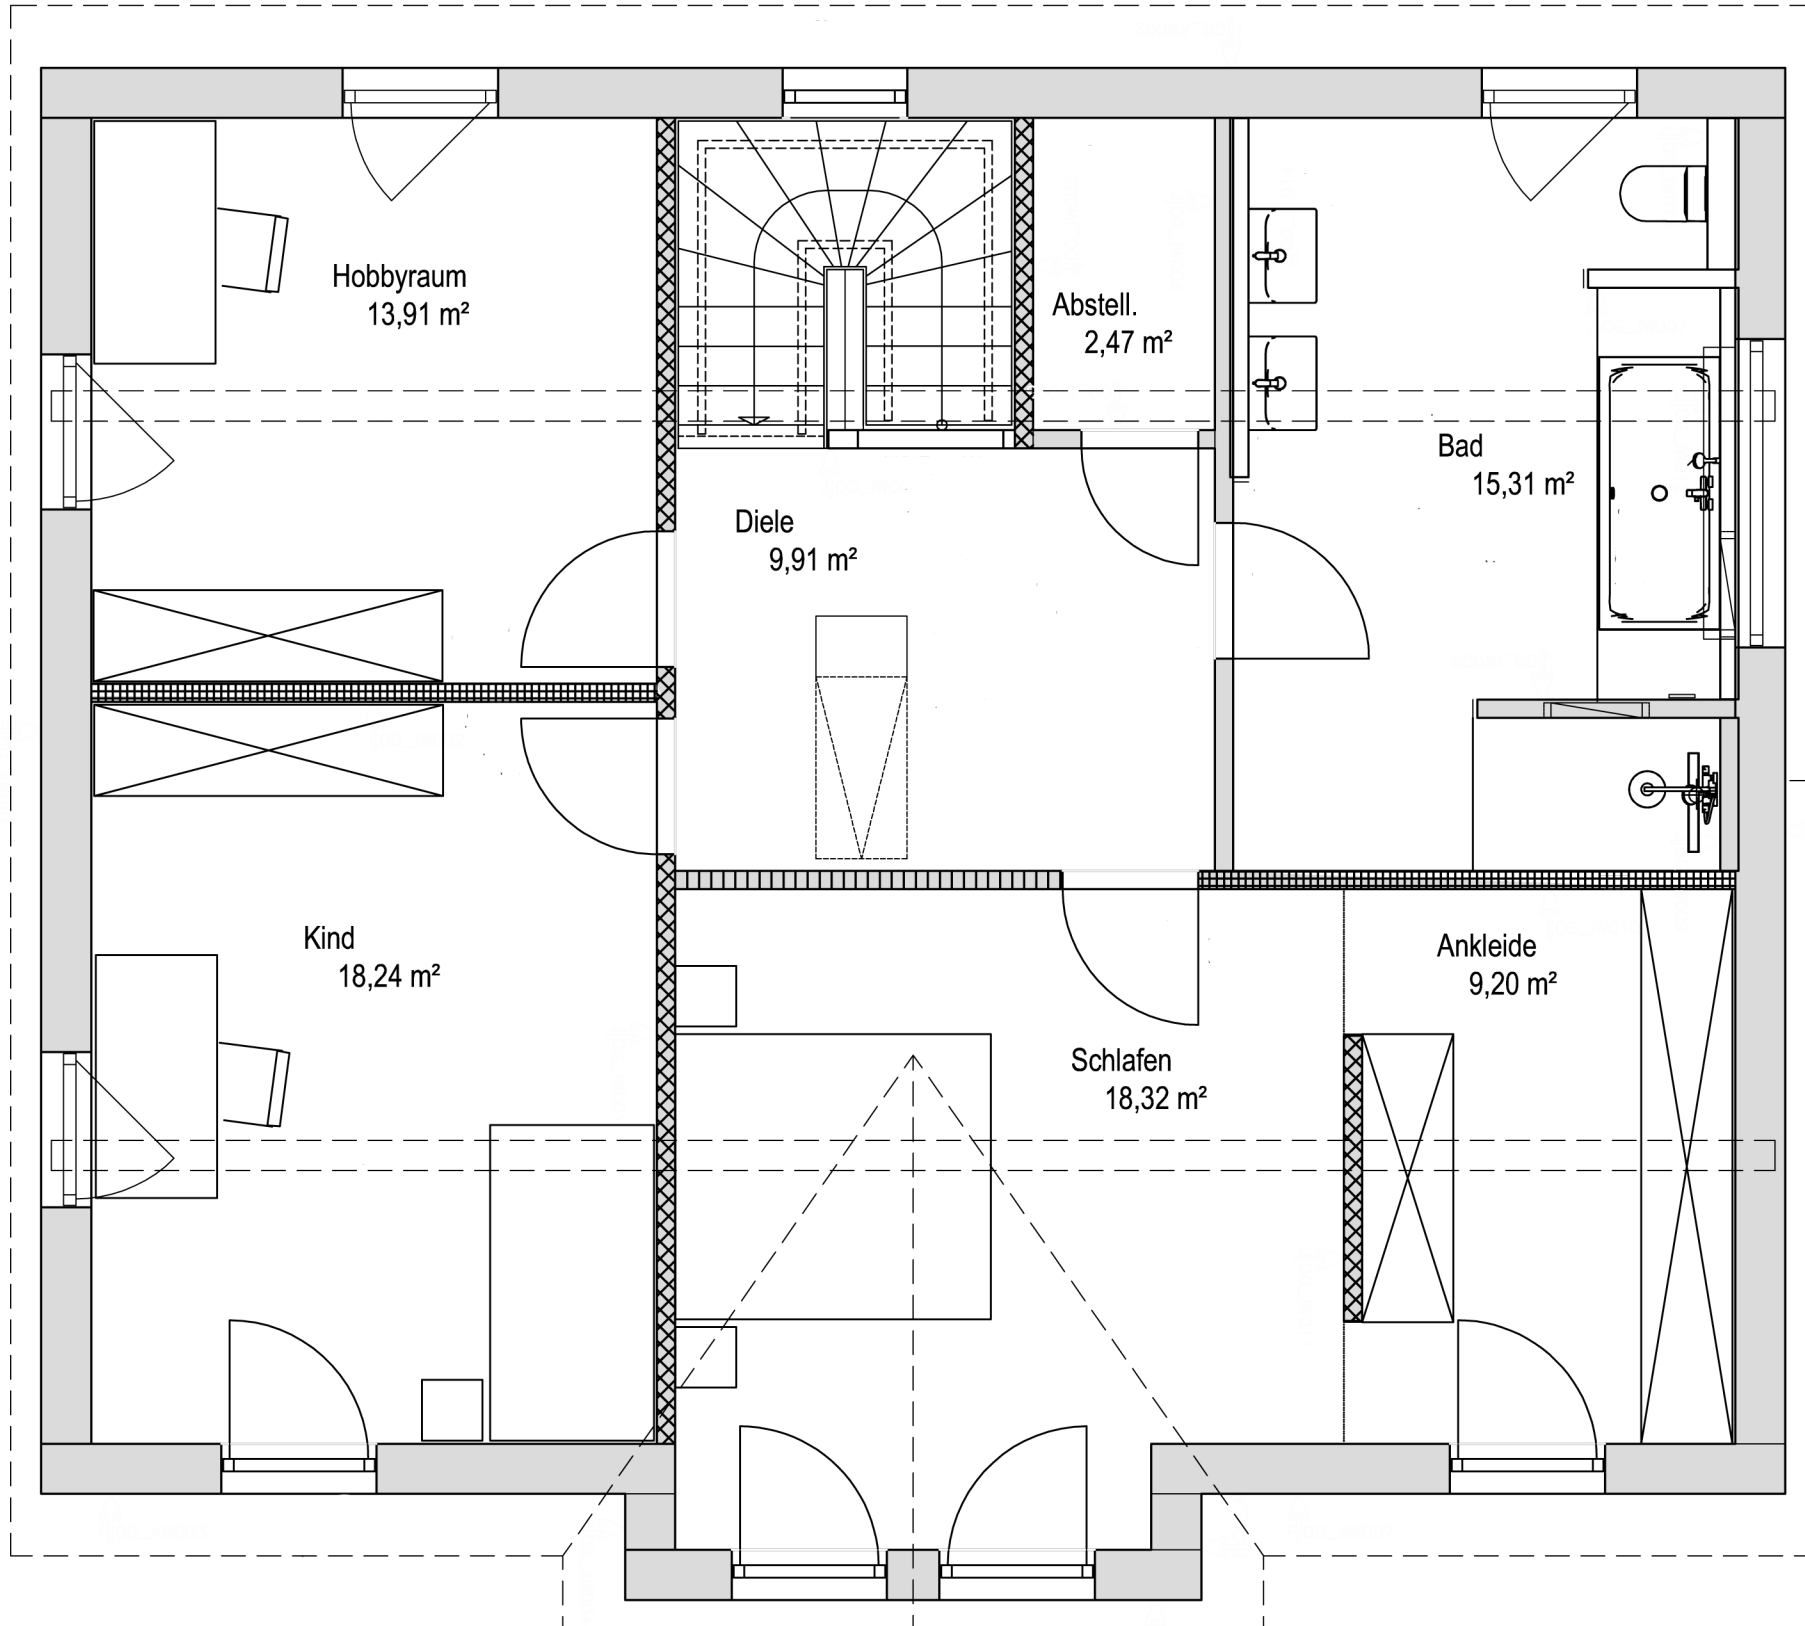 Hobbyraum
13,91 m²
Abstell.
2,47 m²
Bad
15,31 m²
Diele
9,91 m²
Kind
18,24 m²
Ankleide
9,20 m²
Schlafen
18,32 m²